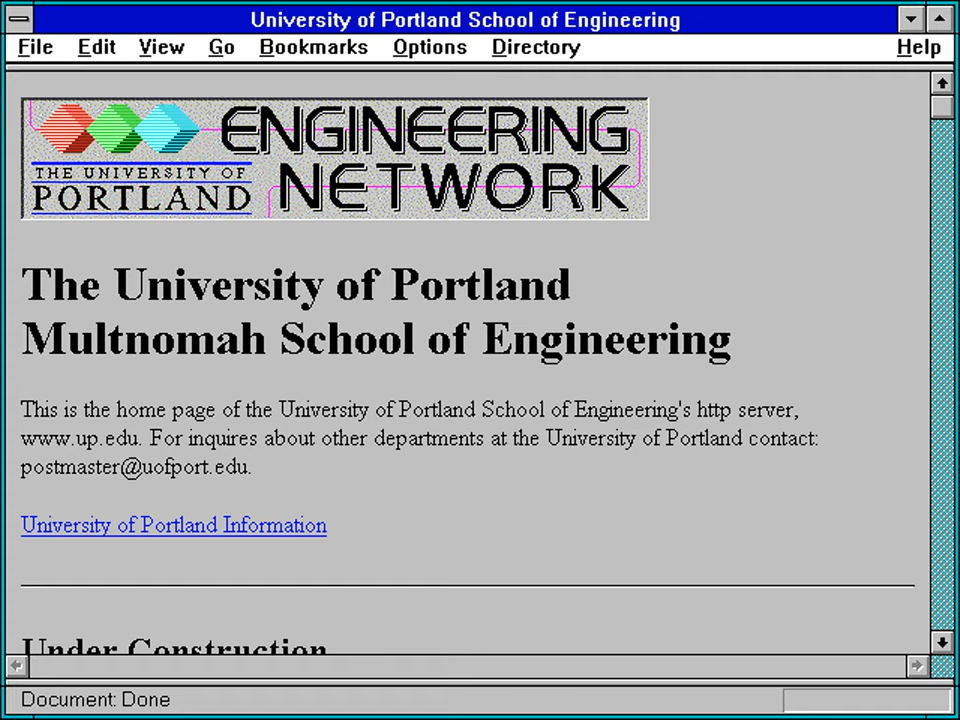 University of Portland School of Engineering
File Edit View Go Bookmarks Options Directory Help
ENGINEERING
NETWORK
THE UNIVERSITY OF
PORTLAND
The University of Portland
Multnomah School of Engineering
This is the home page of the University of Portland School of Engineering's http server,
www.up.edu. For inquires about other departments at the University of Portland contact:
postmaster@uofport.edu.
University of Portland Information
Under Construction
Document: Done